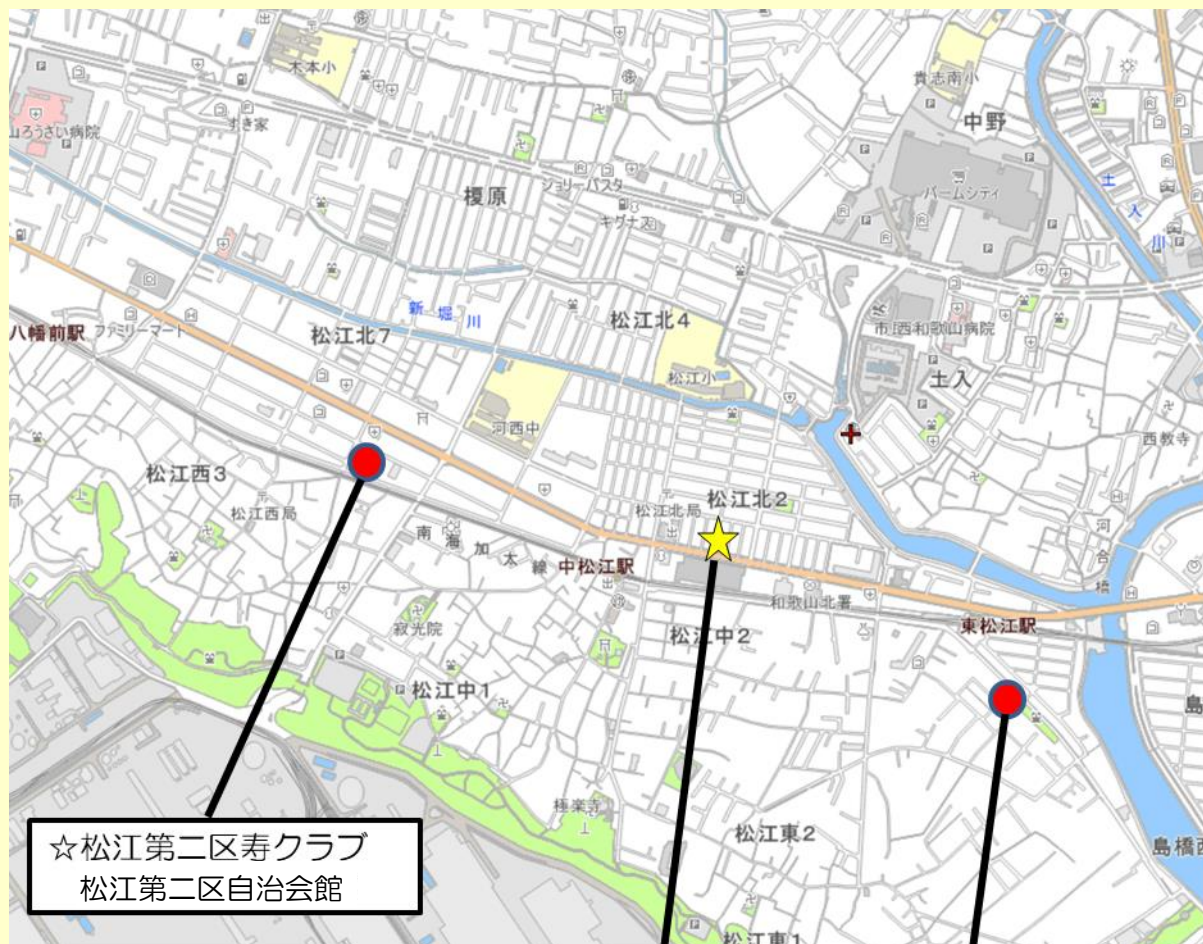 木本小
貴志南小
中野
山ろうさい病院
すき家
ジョリーパスタ
キグナス
榎原
パームシティ
土入川
新堀川
松江北4
市立西和歌山病院
八幡前駅
ファミリーマート
松江北7
松江小
土入
河西中
西教寺
松江西3
松江西局
松江北2
松江北局
河合橋
南海加太線
中松江駅
和歌山北署
東松江駅
寂光院
松江中2
松江中1
島
極楽寺
松江東2
島橋西
☆松江第二区寿クラブ
松江第二区自治会館
松江東1